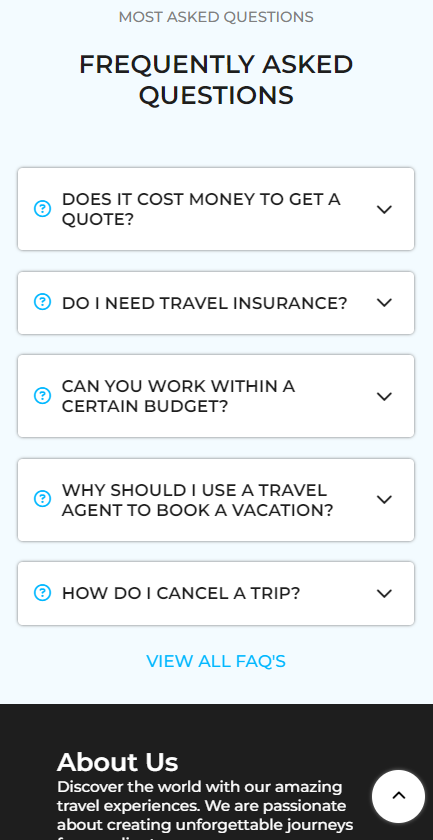 MOST ASKED QUESTIONS
FREQUENTLY ASKED
QUESTIONS
DOES IT COST MONEY TO GET A
QUOTE?
DO I NEED TRAVEL INSURANCE?
CAN YOU WORK WITHIN A
CERTAIN BUDGET?
WHY SHOULD I USE A TRAVEL
AGENT TO BOOK A VACATION?
HOW DO I CANCEL A TRIP?
VIEW ALL FAQ'S
About Us
Discover the world with our amazing
travel experiences. We are passionate
about creating unforgettable journeys